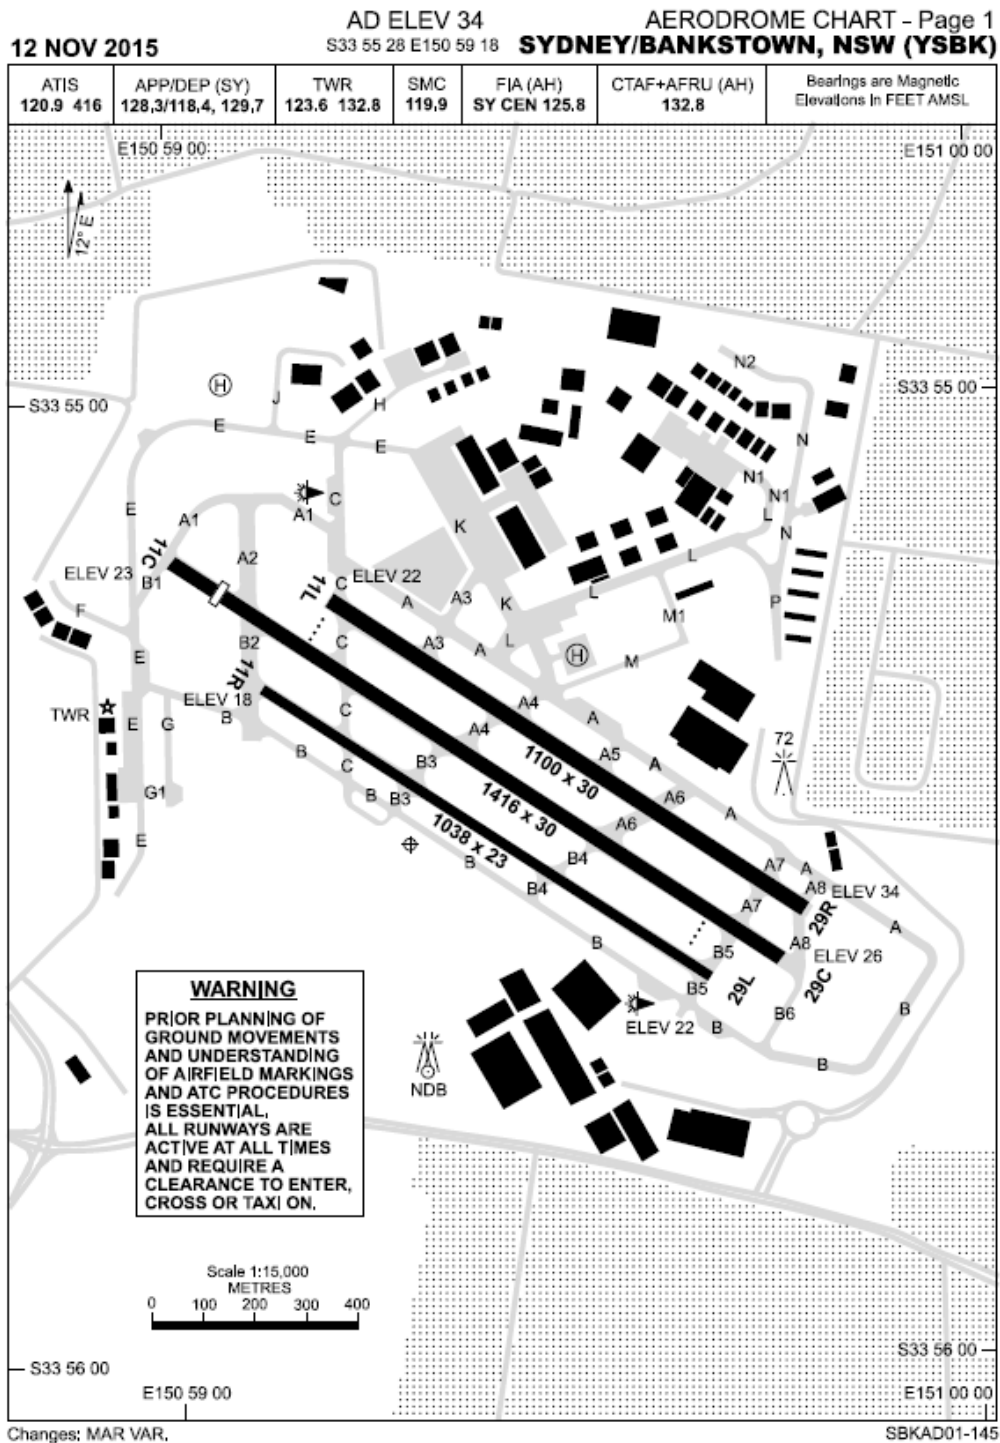 AD ELEV 34
AERODROME CHART - Page 1
12 NOV 2015
S33 55 28 E150 59 18
SYDNEY/BANKSTOWN, NSW (YSBK)
ATIS
120.9 416
APP/DEP (SY)
128.3/118.4, 129.7
TWR
123.6 132.8
SMC
119.9
FIA (AH)
SY CEN 125.8
CTAF+AFRU (AH)
132.8
Bearings are Magnetic
Elevations in FEET AMSL
E150 59 00
E151 00 00
12° E
N2
S33 55 00
S33 55 00
H
J
H
E
E
E
N
N1
N1
C
E
A1
A1
K
L
N
11C
A2
ELEV 23
B1
11L
C
ELEV 22
L
A
A3
K
L
P
M1
F
B2
C
A3
L
A
H
M
E
11R
ELEV 18
TWR
E
G
B
C
A4
A4
A
72
B
C
B3
1100 x 30
A5
A
G1
B
B3
1416 x 30
A6
A
E
1038 x 23
B
A6
B4
B4
A7
A
A8
ELEV 34
A7
29R
A
B
B5
A8
ELEV 26
WARNING
PRIOR PLANNING OF
GROUND MOVEMENTS
AND UNDERSTANDING
OF AIRFIELD MARKINGS
AND ATC PROCEDURES
IS ESSENTIAL.
ALL RUNWAYS ARE
ACTIVE AT ALL TIMES
AND REQUIRE A
CLEARANCE TO ENTER,
CROSS OR TAXI ON.
B5
29L
29C
B6
B
ELEV 22
B
B
NDB
Scale 1:15,000
METRES
0 100 200 300 400
S33 56 00
S33 56 00
E150 59 00
E151 00 00
Changes: MAR VAR.
SBKAD01-145